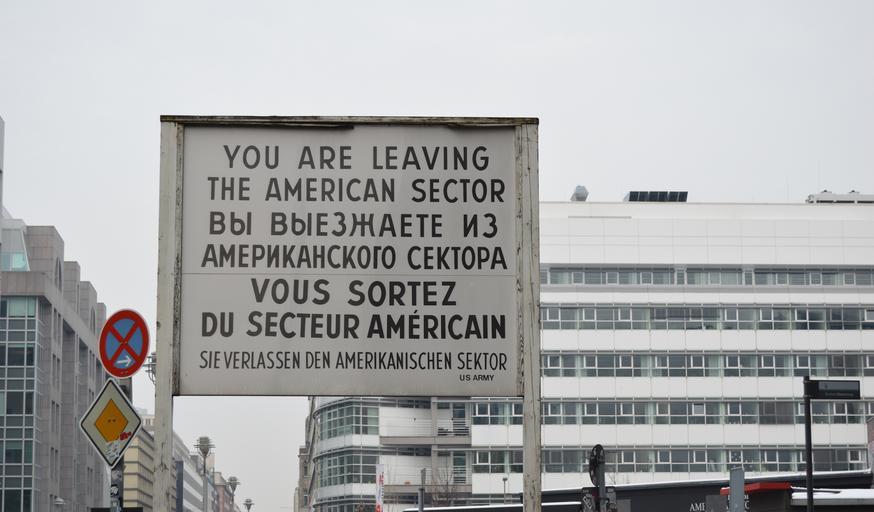 YOU ARE LEAVING
THE AMERICAN SECTOR
ВЫ ВЫЕЗЖАЕТЕ ИЗ
АМЕРИКАНСКОГО СЕКТОРА
VOUS SORTEZ
DU SECTEUR AMÉRICAIN
SIE VERLASSEN DEN AMERIKANISCHEN SEKTOR
US ARMY